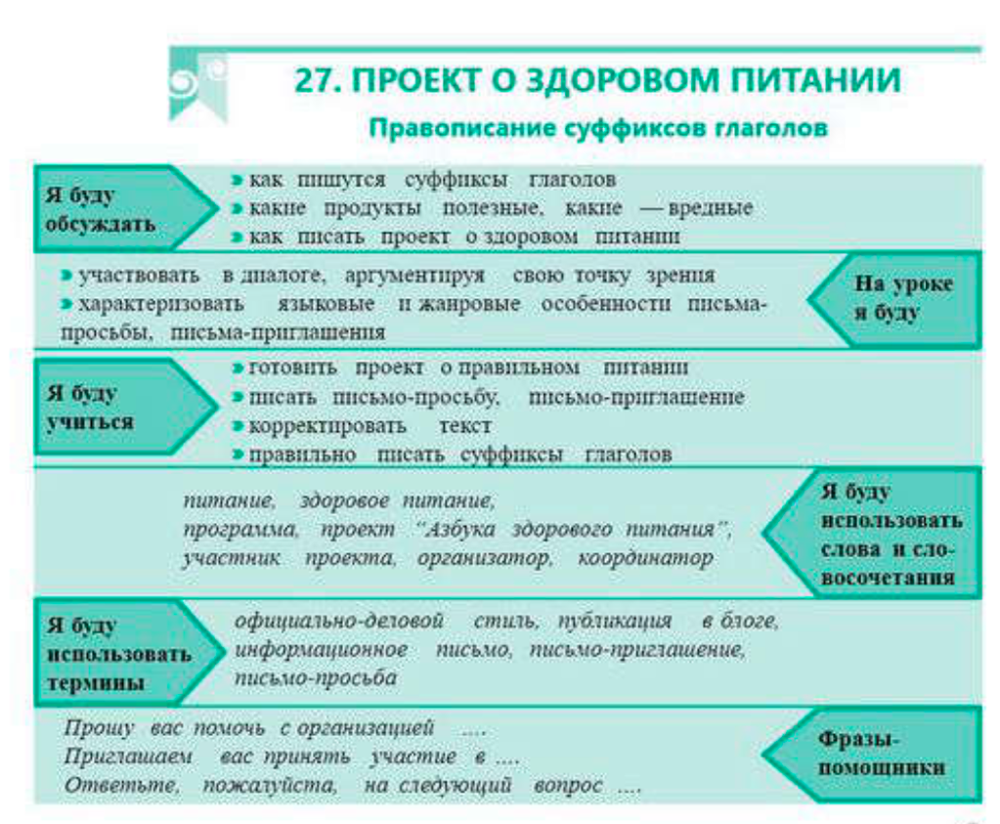 27. ПРОЕКТ О ЗДОРОВОМ ПИТАНИИ
Правописание суффиксов глаголов
Я буду
обсуждать
как пишутся суффиксы глаголов
какие продукты полезные, какие — вредные
как писать проект о здоровом питании
участвовать в диалоге, аргументируя свою точку зрения
характеризовать языковые и жанровые особенности письма-
просьбы, письма-приглашения
На уроке
я буду
Я буду
учиться
готовить проект о правильном питании
писать письмо-просьбу, письмо-приглашение
корректировать текст
правильно писать суффиксы глаголов
питание, здоровое питание,
программа, проект “Азбука здорового питания”,
участник проекта, организатор, координатор
Я буду
использовать
слова и сло-
восочетания
Я буду
использовать
термины
официально-деловой стиль, публикация в блоге,
информационное письмо, письмо-приглашение,
письмо-просьба
Прошу вас помочь с организацией ....
Приглашаем вас принять участие в ....
Ответьте, пожалуйста, на следующий вопрос ....
Фразы-
помощники